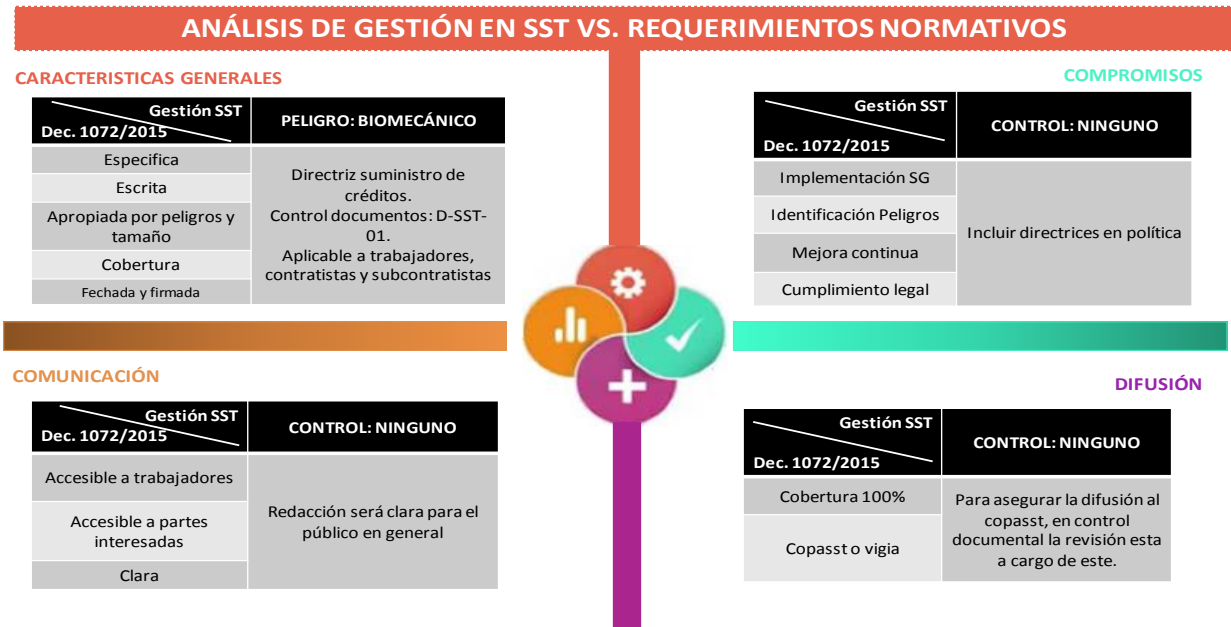 ANÁLISIS DE GESTIÓN EN SST VS. REQUERIMIENTOS NORMATIVOS
CARACTERISTICAS GENERALES
Gestión SST
Dec. 1072/2015
PELIGRO: BIOMECÁNICO
Especifica
Escrita
Apropiada por peligros y
tamaño
Cobertura
Fechada y firmada
Directriz suministro de
créditos.
Control documentos: D-SST-
01.
Aplicable a trabajadores,
contratistas y subcontratistas
COMPROMISOS
Gestión SST
Dec. 1072/2015
CONTROL: NINGUNO
Implementación SG
Identificación Peligros
Mejora continua
Cumplimiento legal
Incluir directrices en política
COMUNICACIÓN
Gestión SST
Dec. 1072/2015
CONTROL: NINGUNO
Accesible a trabajadores
Accesible a partes
interesadas
Clara
Redacción será clara para el
público en general
DIFUSIÓN
Gestión SST
Dec. 1072/2015
CONTROL: NINGUNO
Cobertura 100%
Copasst o vigia
Para asegurar la difusión al
copasst, en control
documental la revisión esta
a cargo de este.